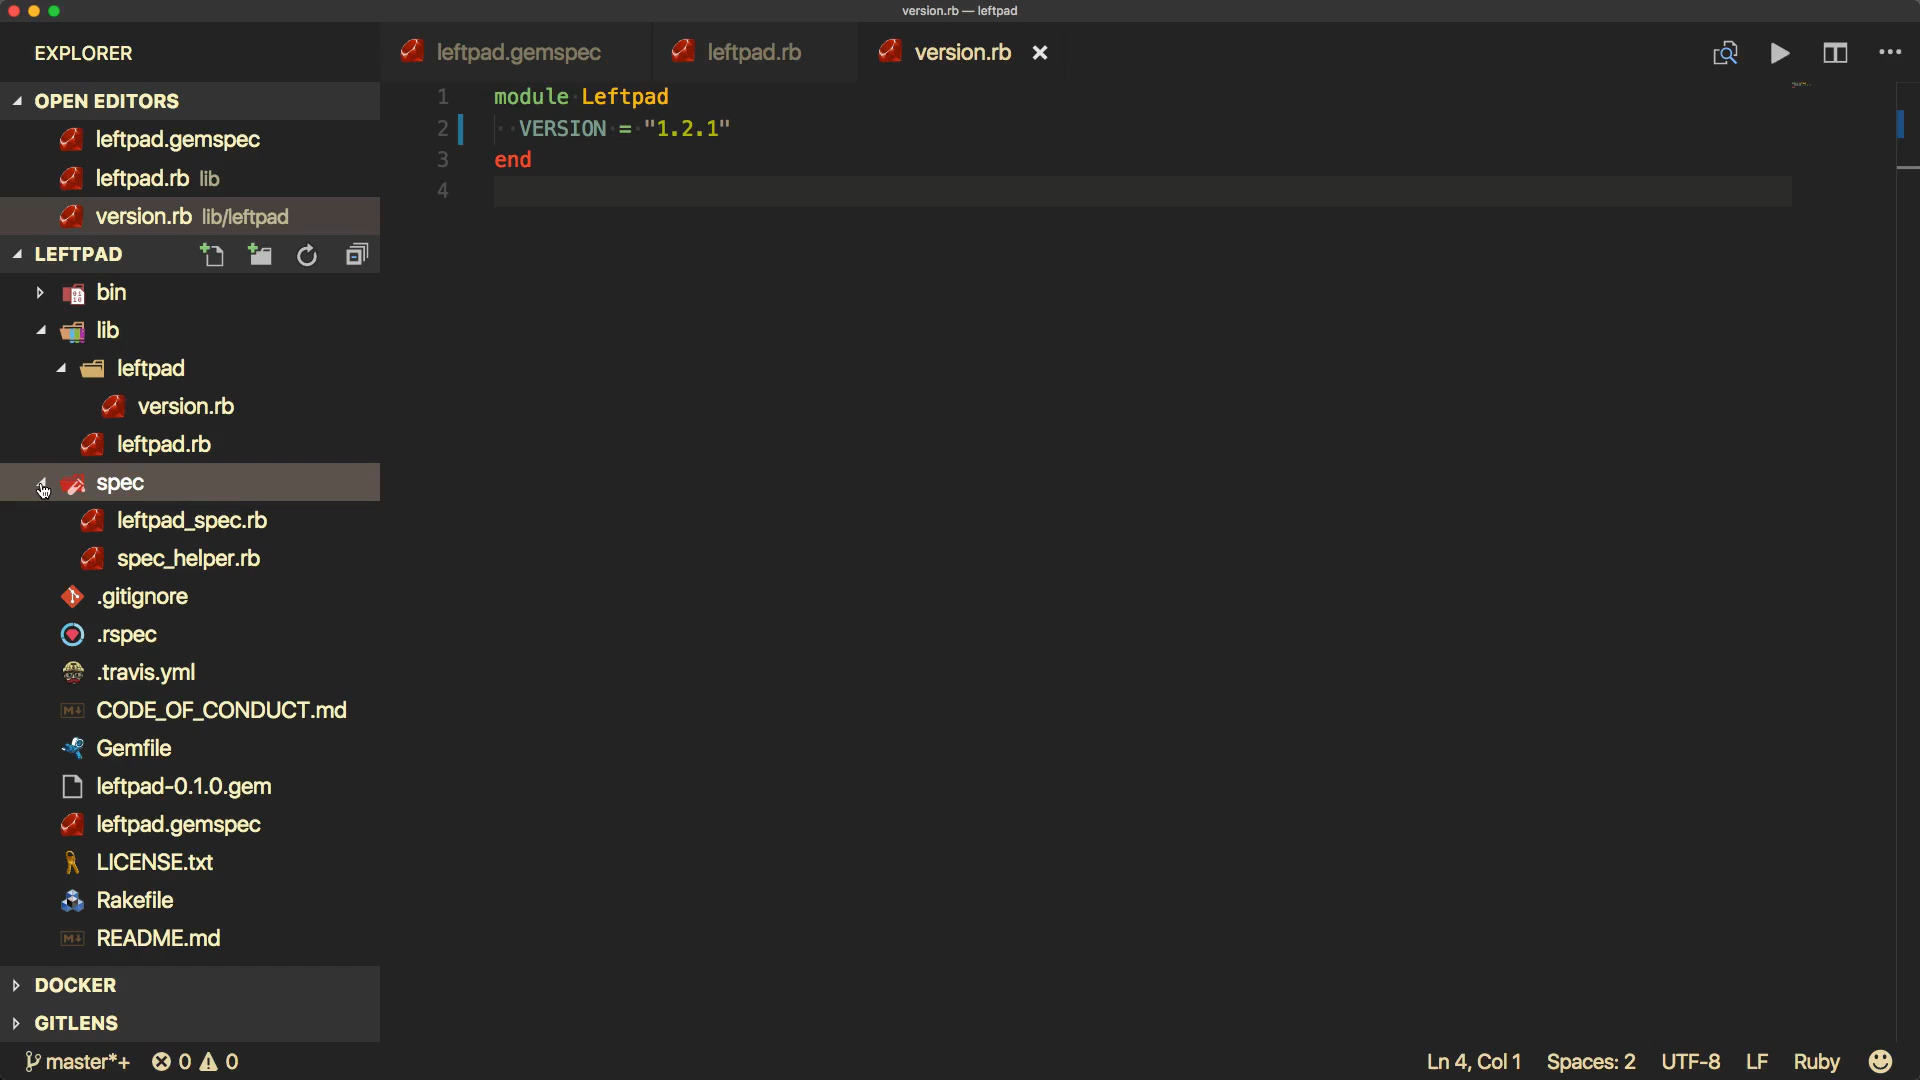 version.rb — leftpad
EXPLORER
OPEN EDITORS
leftpad.gemspec
leftpad.rb lib
version.rb lib/leftpad
LEFTPAD
bin
lib
leftpad
version.rb
leftpad.rb
spec
leftpad_spec.rb
spec_helper.rb
.gitignore
.rspec
.travis.yml
CODE_OF_CONDUCT.md
Gemfile
leftpad-0.1.0.gem
leftpad.gemspec
LICENSE.txt
Rakefile
README.md
DOCKER
GITLENS
leftpad.gemspec leftpad.rb version.rb
1 module Leftpad
2 VERSION = "1.2.1"
3 end
4
master*+ 0 0 Ln 4, Col 1 Spaces: 2 UTF-8 LF Ruby